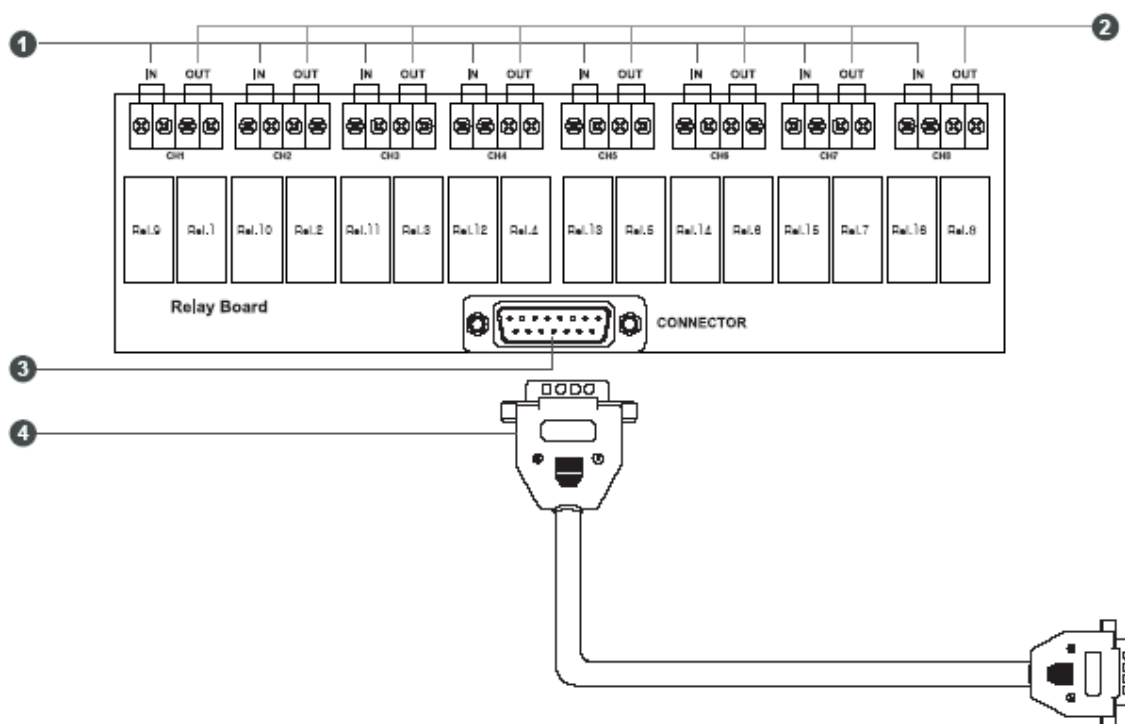 1
2
IN OUT IN OUT IN OUT IN OUT IN OUT IN OUT IN OUT IN OUT
CH1 CH2 CH3 CH4 CH5 CH6 CH7 CH8
Rel.9 Rel.1 Rel.10 Rel.2 Rel.11 Rel.3 Rel.12 Rel.4 Rel.13 Rel.5 Rel.14 Rel.6 Rel.15 Rel.7 Rel.16 Rel.8
Relay Board
CONNECTOR
3
4